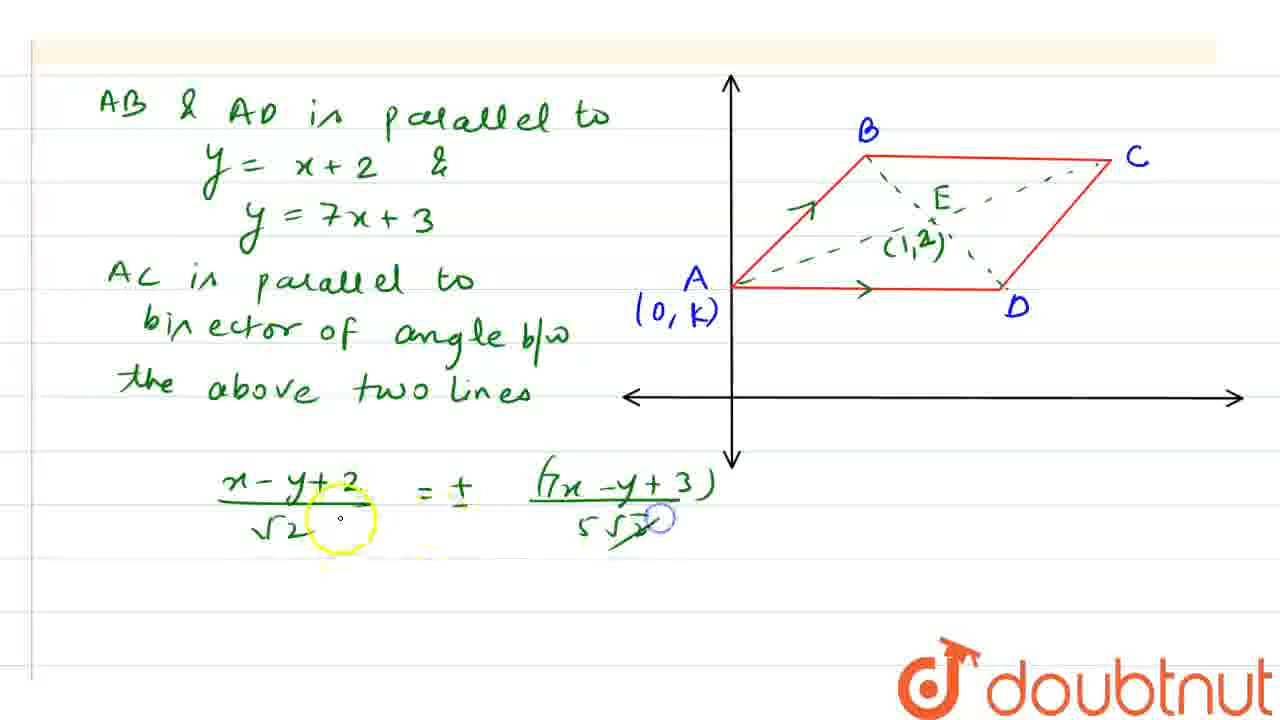 AB & AD is parallel to
y = x + 2 &
y = 7x + 3
AC is parallel to
bisector of angle b/w
the above two lines
x - y + 2 / √2 = ± (7x - y + 3) / 5√2
B
C
E
(1,2)
A
(0, K)
D
doubtnut